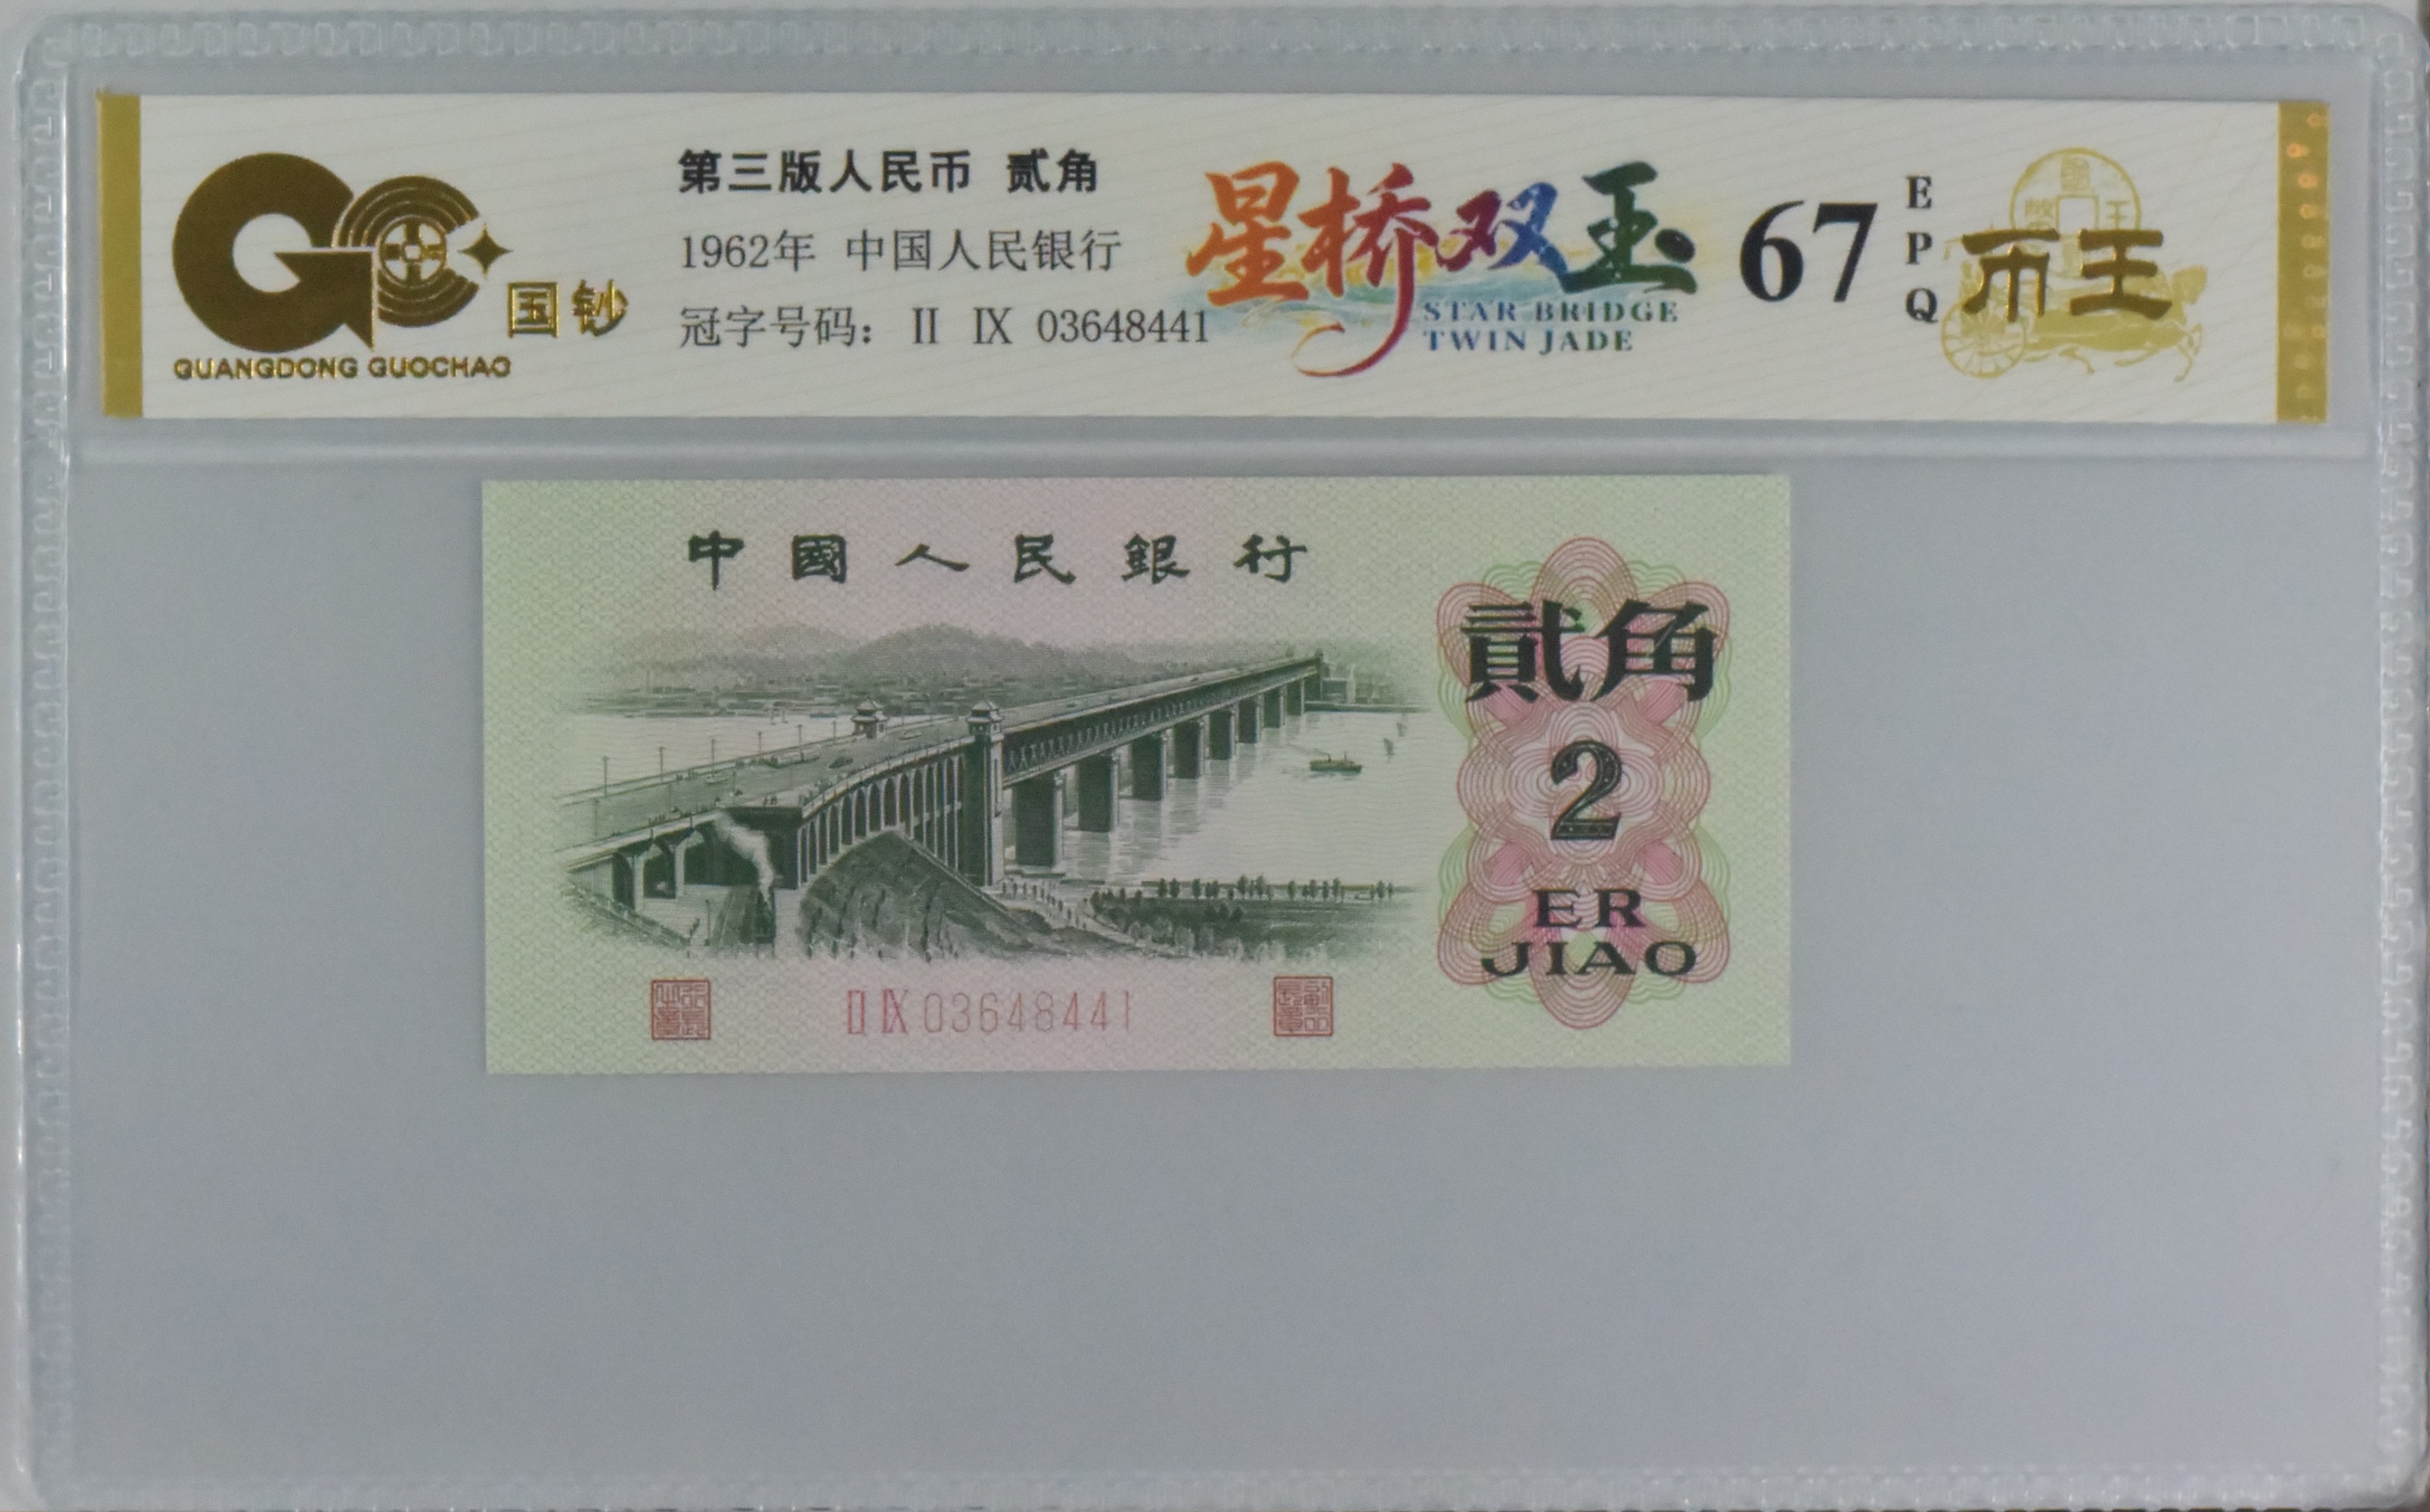 国钞
GUANGDONG GUOCHAO
第三版人民币 贰角
1962年 中国人民银行
冠字号码： II IX 03648441
星桥双玉
STAR BRIDGE
TWIN JADE
67
EPQ
币王
中國人民銀行
貳角
2
ER
JIAO
II IX 03648441